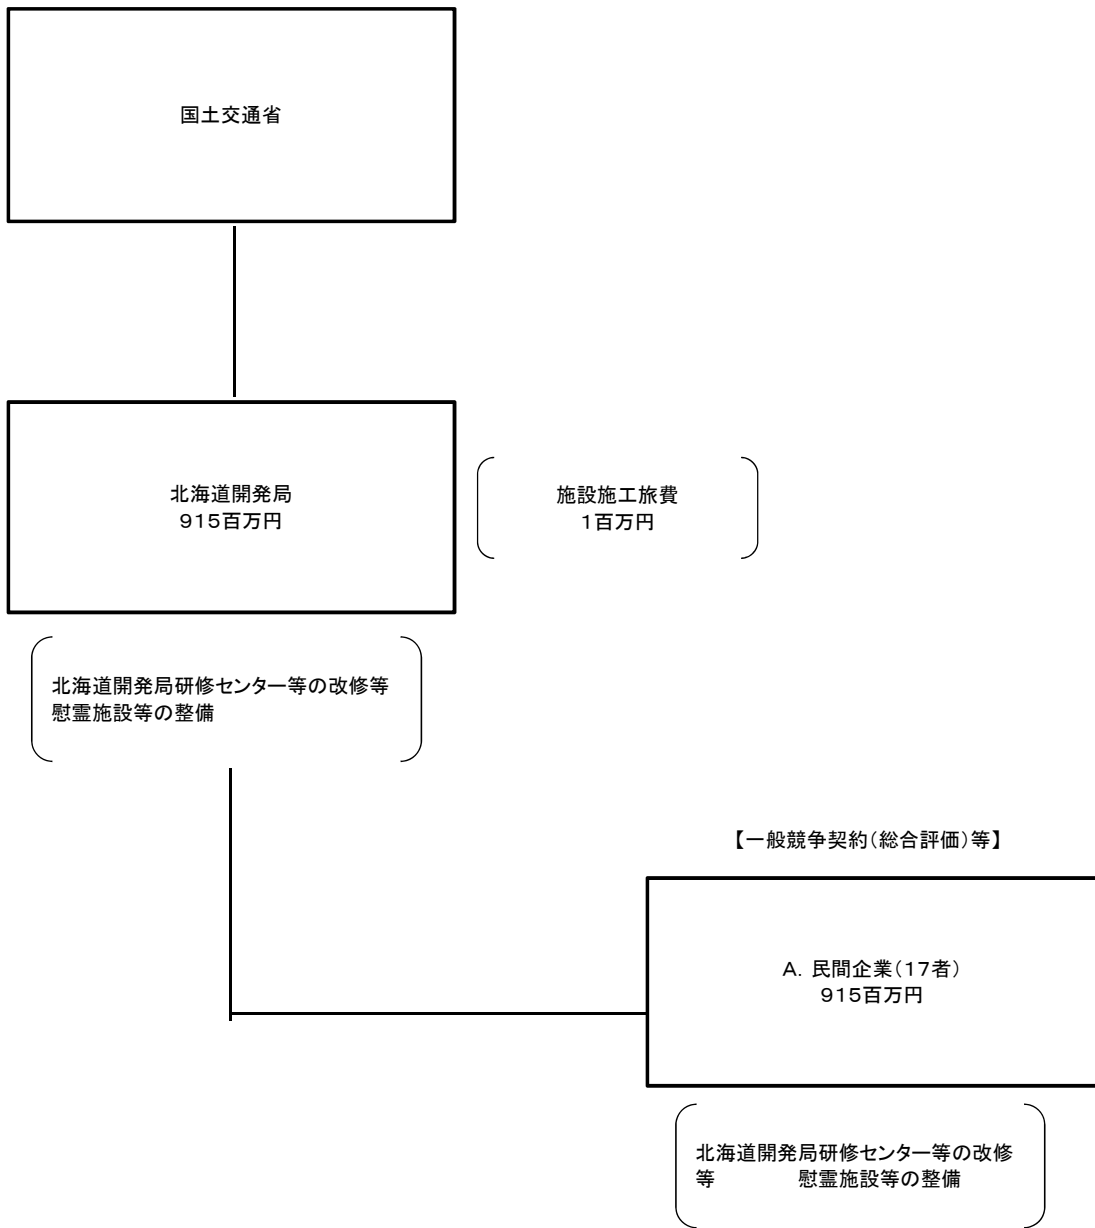 国土交通省
北海道開発局
915百万円
施設施工旅費
1百万円
北海道開発局研修センター等の改修等
慰霊施設等の整備
【一般競争契約(総合評価)等】
A. 民間企業(17者)
915百万円
北海道開発局研修センター等の改修
等 慰霊施設等の整備